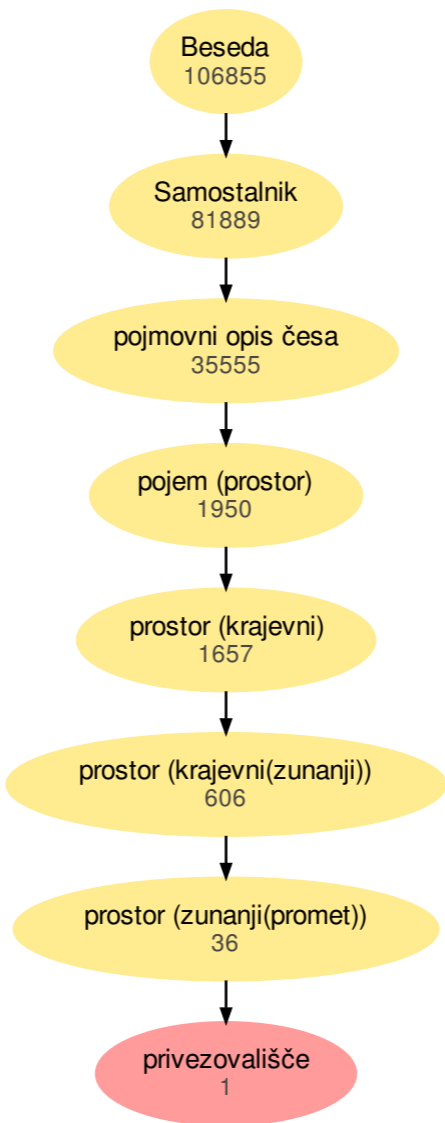 Beseda
106855
Samostalnik
81889
pojmovni opis česa
35555
pojem (prostor)
1950
prostor (krajevni)
1657
prostor (krajevni(zunanji))
606
prostor (zunanji(promet))
36
privezovališče
1